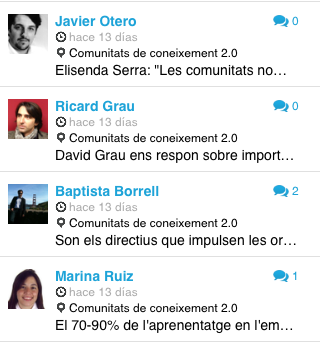 Javier Otero 0
hace 13 días
Comunitats de coneixement 2.0
Elisenda Serra: "Les comunitats no…
Ricard Grau 0
hace 13 días
Comunitats de coneixement 2.0
David Grau ens respon sobre import…
Baptista Borrell 2
hace 13 días
Comunitats de coneixement 2.0
Son els directius que impulsen les or…
Marina Ruiz 1
hace 13 días
Comunitats de coneixement 2.0
El 70-90% de l'aprenentatge en l'em…